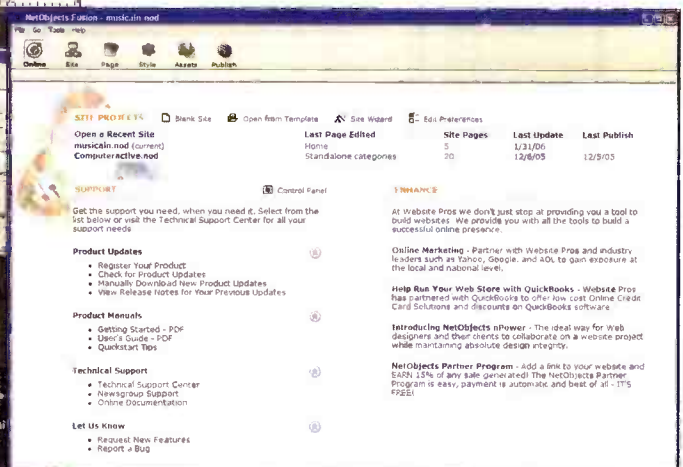 NetObjects Fusion - musicain.nod
File Go Tools Help
Online Site Page Style Assets Publish
SITE PROJECTS Blank Site Open from Template Site Wizard Edit Preferences
Open a Recent Site Last Page Edited Site Pages Last Update Last Publish
musicain.nod (current) Home 5 1/31/06
Computeractive.nod Standalone categories 20 12/6/05 12/5/05
SUPPORT Control Panel
Get the support you need, when you need it. Select from the
list below or visit the Technical Support Center for all your
support needs
Product Updates
• Register Your Product
• Check for Product Updates
• Manually Download New Product Updates
• View Release Notes for Your Previous Updates
Product Manuals
• Getting Started - PDF
• User's Guide - PDF
• Quickstart Tips
Technical Support
• Technical Support Center
• Newsgroup Support
• Online Documentation
Let Us Know
• Request New Features
• Report a Bug
ENHANCE
At Website Pros we don't just stop at providing you a tool to
build websites. We provide you with all the tools to build a
successful online presence.
Online Marketing - Partner with Website Pros and industry
leaders such as Yahoo, Google, and AOL to gain exposure at
the local and national level.
Help Run Your Web Store with QuickBooks - Website Pros
has partnered with QuickBooks to offer low cost Online Credit
Card Solutions and discounts on QuickBooks software
Introducing NetObjects nPower - The ideal way for Web
designers and their clients to collaborate on a website project
while maintaining absolute design integrity.
NetObjects Partner Program - Add a link to your website and
EARN 15% of any sale generated! The NetObjects Partner
Program is easy, payment is automatic and best of all - IT'S
FREE!